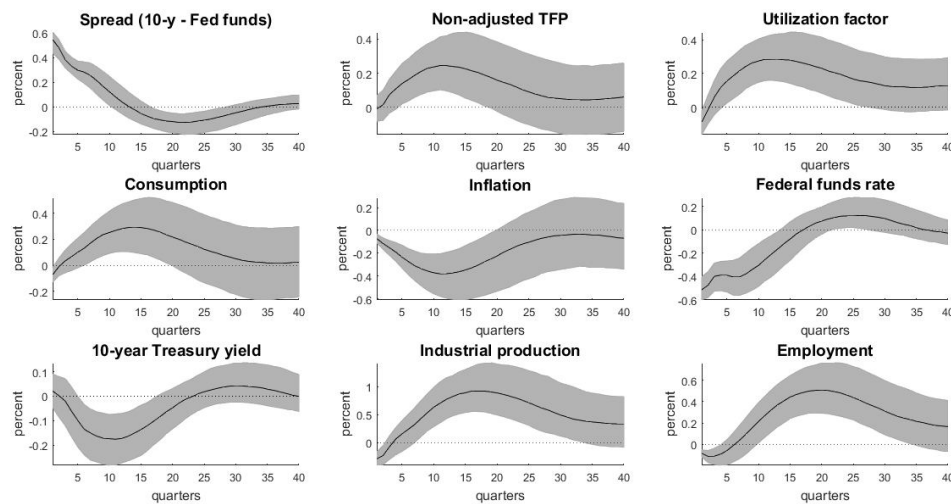 Spread (10-y - Fed funds)
percent
0.6
0.4
0.2
0
-0.2
5 10 15 20 25 30 35 40
quarters
Non-adjusted TFP
percent
0.4
0.2
0
5 10 15 20 25 30 35 40
quarters
Utilization factor
percent
0.4
0.2
0
5 10 15 20 25 30 35 40
quarters
Consumption
percent
0.4
0.2
0
-0.2
5 10 15 20 25 30 35 40
quarters
Inflation
percent
0.2
0
-0.2
-0.4
-0.6
5 10 15 20 25 30 35 40
quarters
Federal funds rate
percent
0.2
0
-0.2
-0.4
-0.6
5 10 15 20 25 30 35 40
quarters
10-year Treasury yield
percent
0.1
0
-0.1
-0.2
5 10 15 20 25 30 35 40
quarters
Industrial production
percent
1
0.5
0
5 10 15 20 25 30 35 40
quarters
Employment
percent
0.6
0.4
0.2
0
5 10 15 20 25 30 35 40
quarters